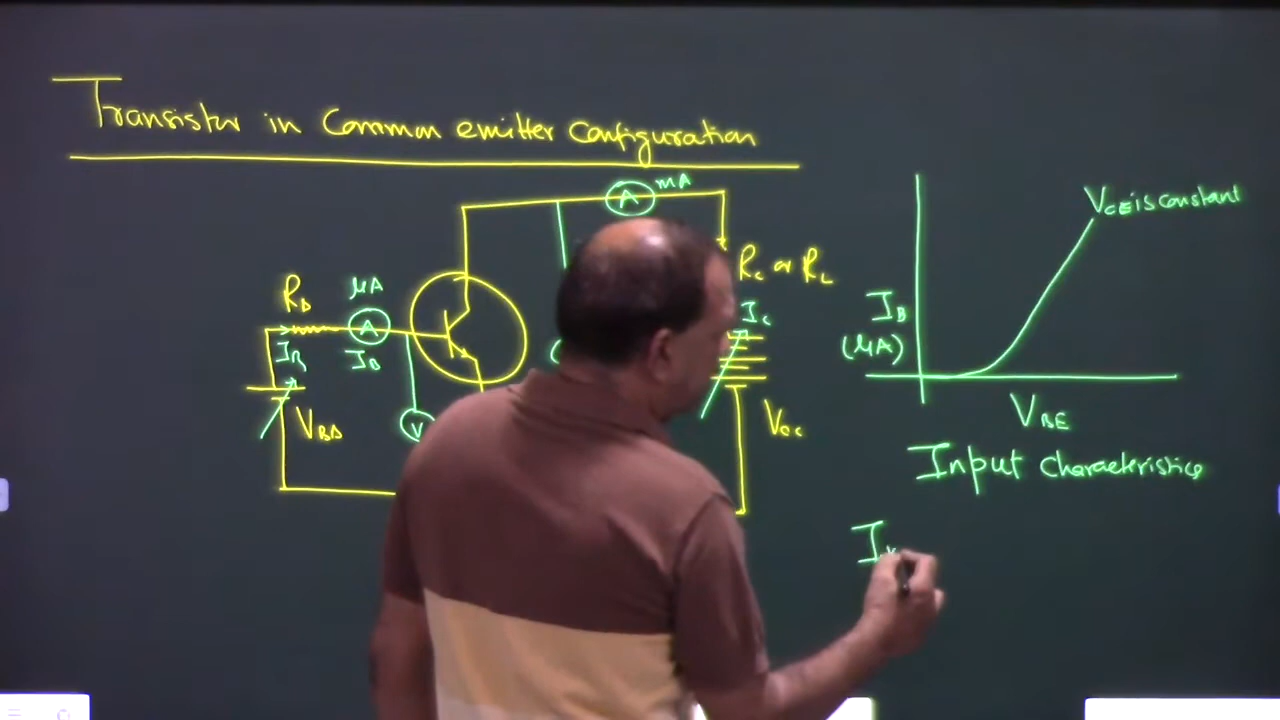 Transistor in Common emitter Configuration
A mA
VCE is constant
RC or RL
RB
μA
A
IB
IB
IC
IB
(μA)
VBB
V
VCC
VBE
Input characteristics
I